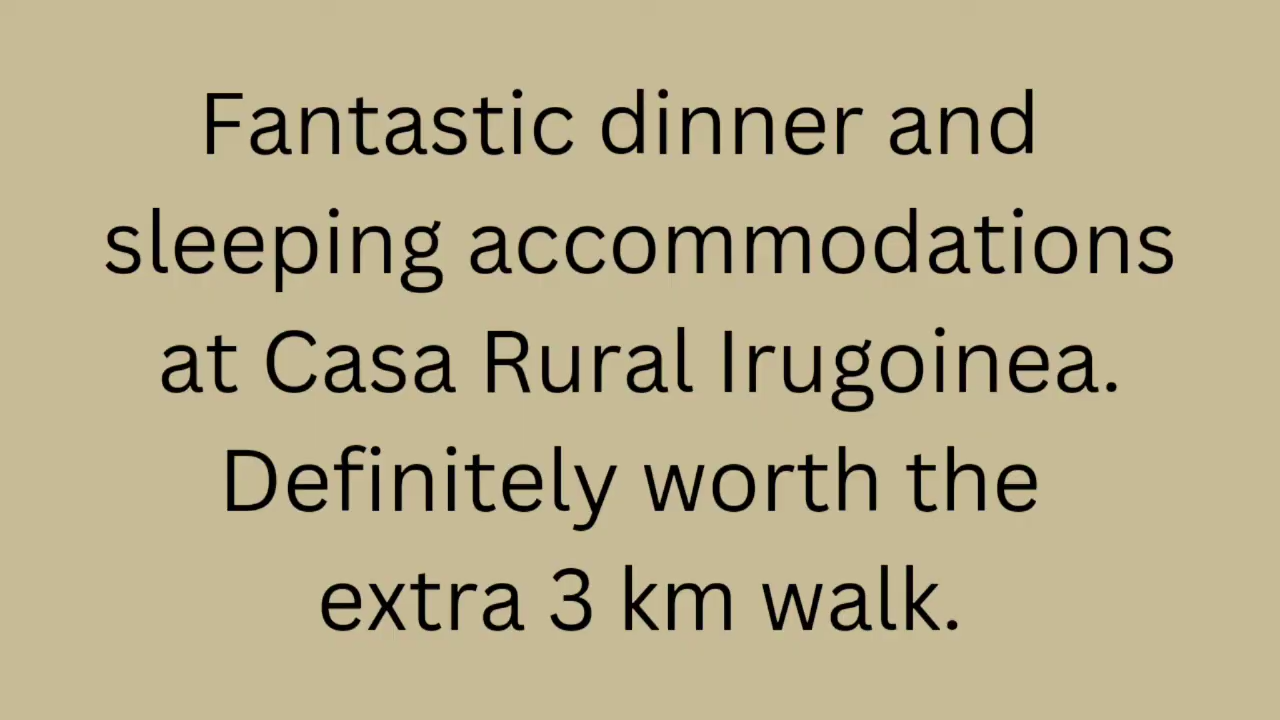 Fantastic dinner and
sleeping accommodations
at Casa Rural Irugoinea.
Definitely worth the
extra 3 km walk.